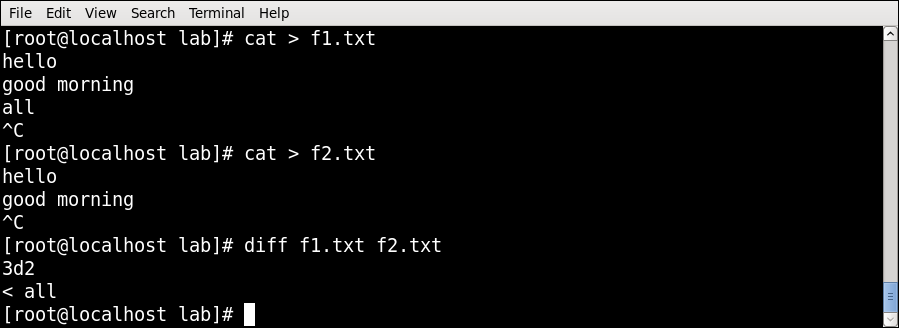 File Edit View Search Terminal Help
[root@localhost lab]# cat > f1.txt
hello
good morning
all
^C
[root@localhost lab]# cat > f2.txt
hello
good morning
^C
[root@localhost lab]# diff f1.txt f2.txt
3d2
< all
[root@localhost lab]#